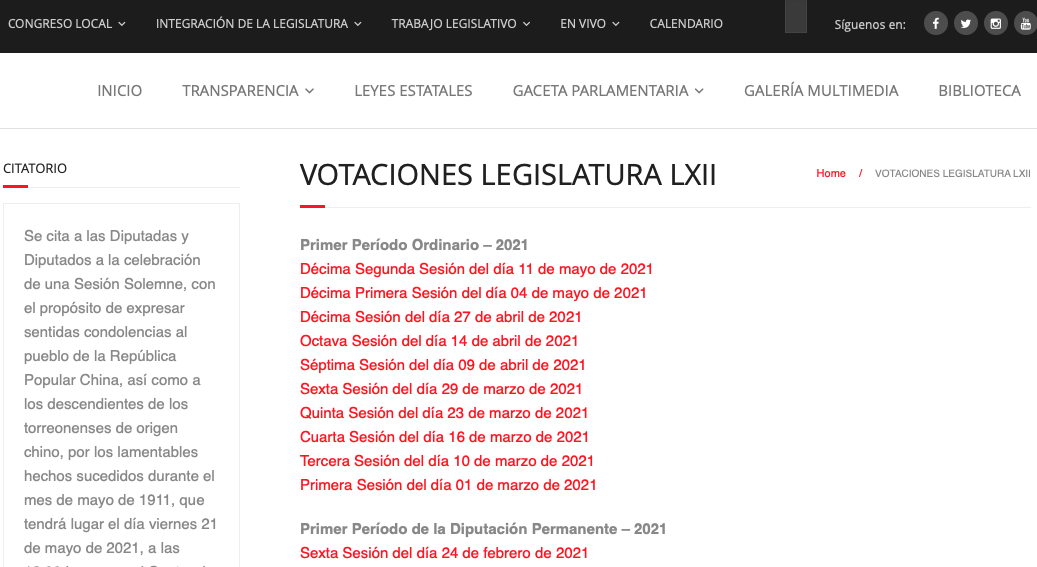 CONGRESO LOCAL INTEGRACIÓN DE LA LEGISLATURA TRABAJO LEGISLATIVO EN VIVO CALENDARIO Síguenos en:
INICIO TRANSPARENCIA LEYES ESTATALES GACETA PARLAMENTARIA GALERÍA MULTIMEDIA BIBLIOTECA
CITATORIO
Se cita a las Diputadas y
Diputados a la celebración
de una Sesión Solemne, con
el propósito de expresar
sentidas condolencias al
pueblo de la República
Popular China, así como a
los descendientes de los
torreonenses de origen
chino, por los lamentables
hechos sucedidos durante el
mes de mayo de 1911, que
tendrá lugar el día viernes 21
de mayo de 2021, a las
VOTACIONES LEGISLATURA LXII
Home / VOTACIONES LEGISLATURA LXII
Primer Período Ordinario – 2021
Décima Segunda Sesión del día 11 de mayo de 2021
Décima Primera Sesión del día 04 de mayo de 2021
Décima Sesión del día 27 de abril de 2021
Octava Sesión del día 14 de abril de 2021
Séptima Sesión del día 09 de abril de 2021
Sexta Sesión del día 29 de marzo de 2021
Quinta Sesión del día 23 de marzo de 2021
Cuarta Sesión del día 16 de marzo de 2021
Tercera Sesión del día 10 de marzo de 2021
Primera Sesión del día 01 de marzo de 2021
Primer Período de la Diputación Permanente – 2021
Sexta Sesión del día 24 de febrero de 2021